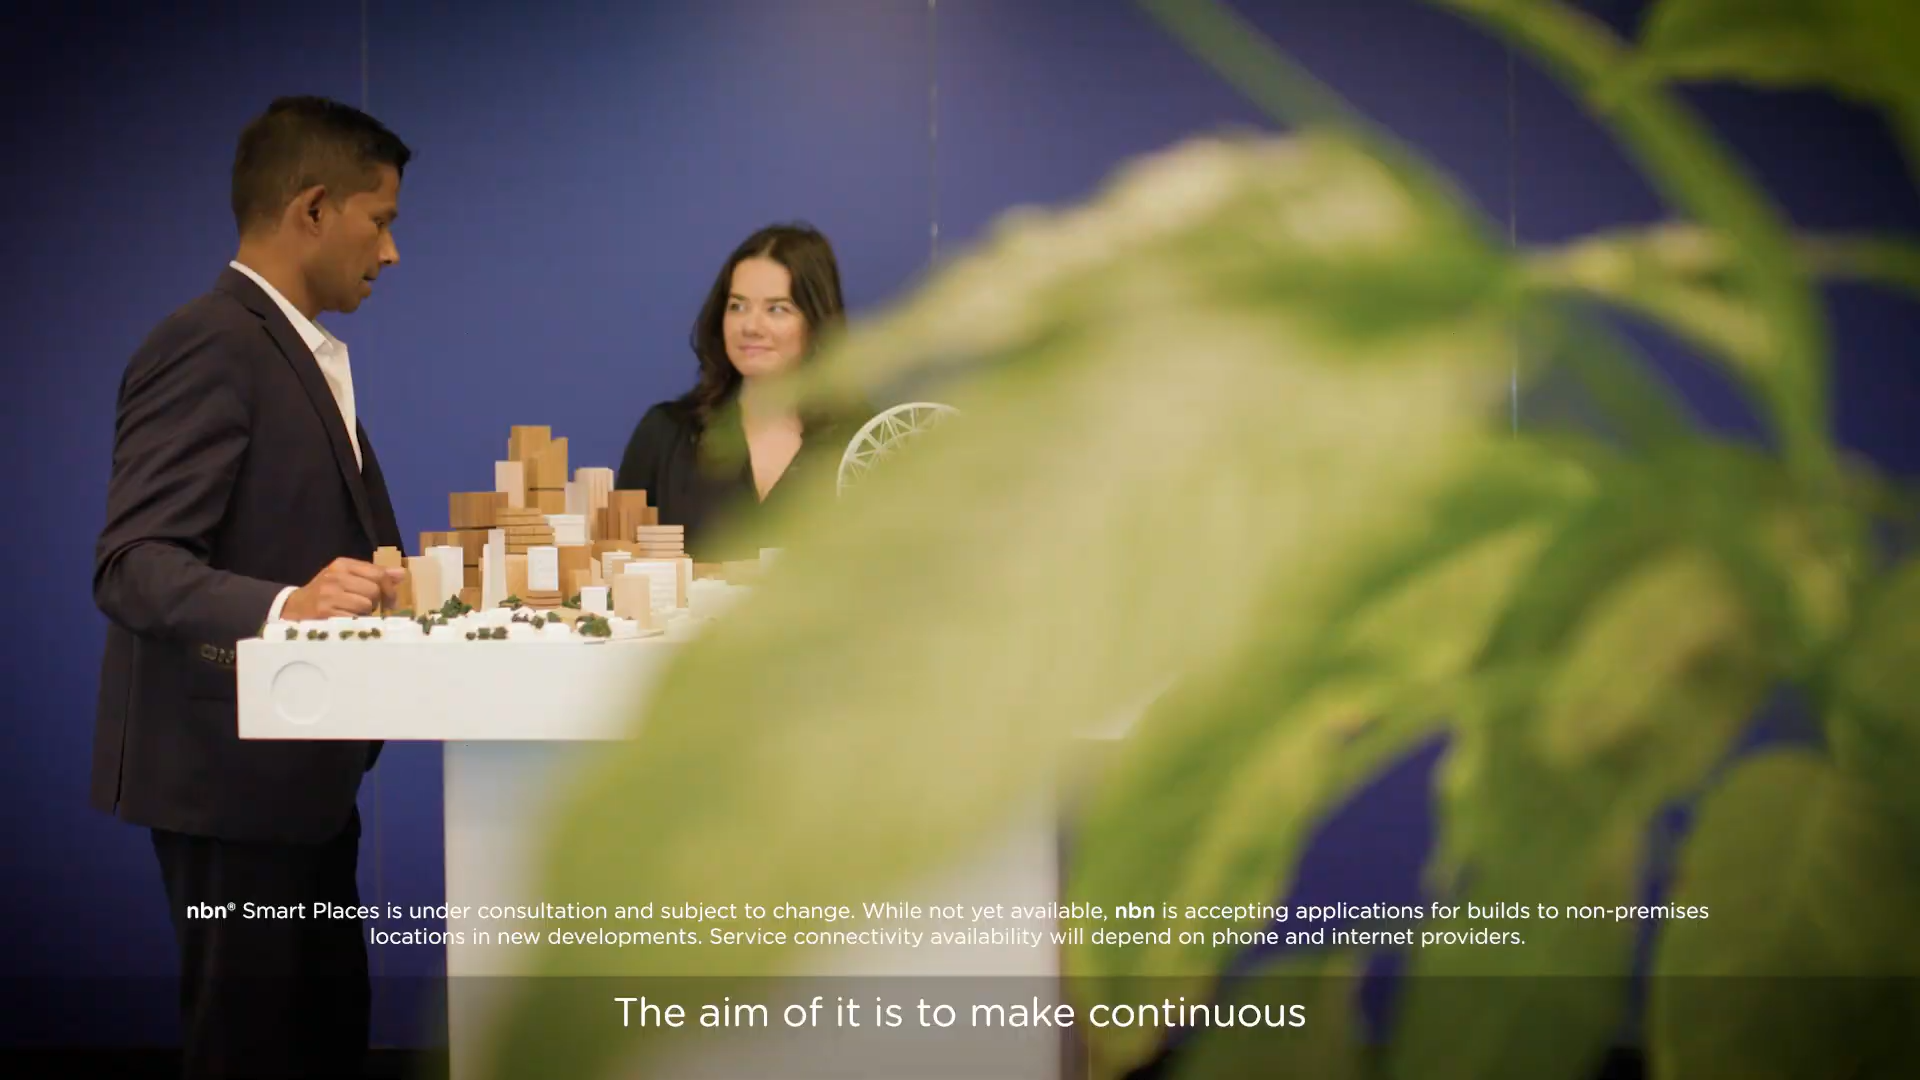 nbn® Smart Places is under consultation and subject to change. While not yet available, nbn is accepting applications for builds to non-premises
locations in new developments. Service connectivity availability will depend on phone and internet providers.
The aim of it is to make continuous